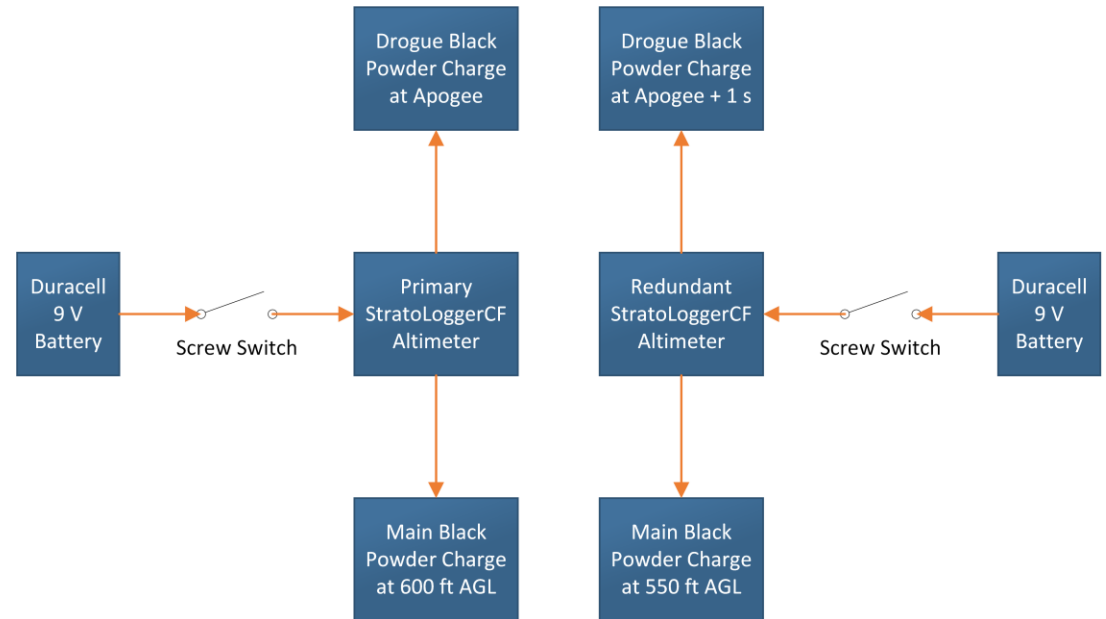 Drogue Black
Powder Charge
at Apogee
Drogue Black
Powder Charge
at Apogee + 1 s
Duracell
9 V
Battery
Screw Switch
Primary
StratoLoggerCF
Altimeter
Redundant
StratoLoggerCF
Altimeter
Screw Switch
Duracell
9 V
Battery
Main Black
Powder Charge
at 600 ft AGL
Main Black
Powder Charge
at 550 ft AGL